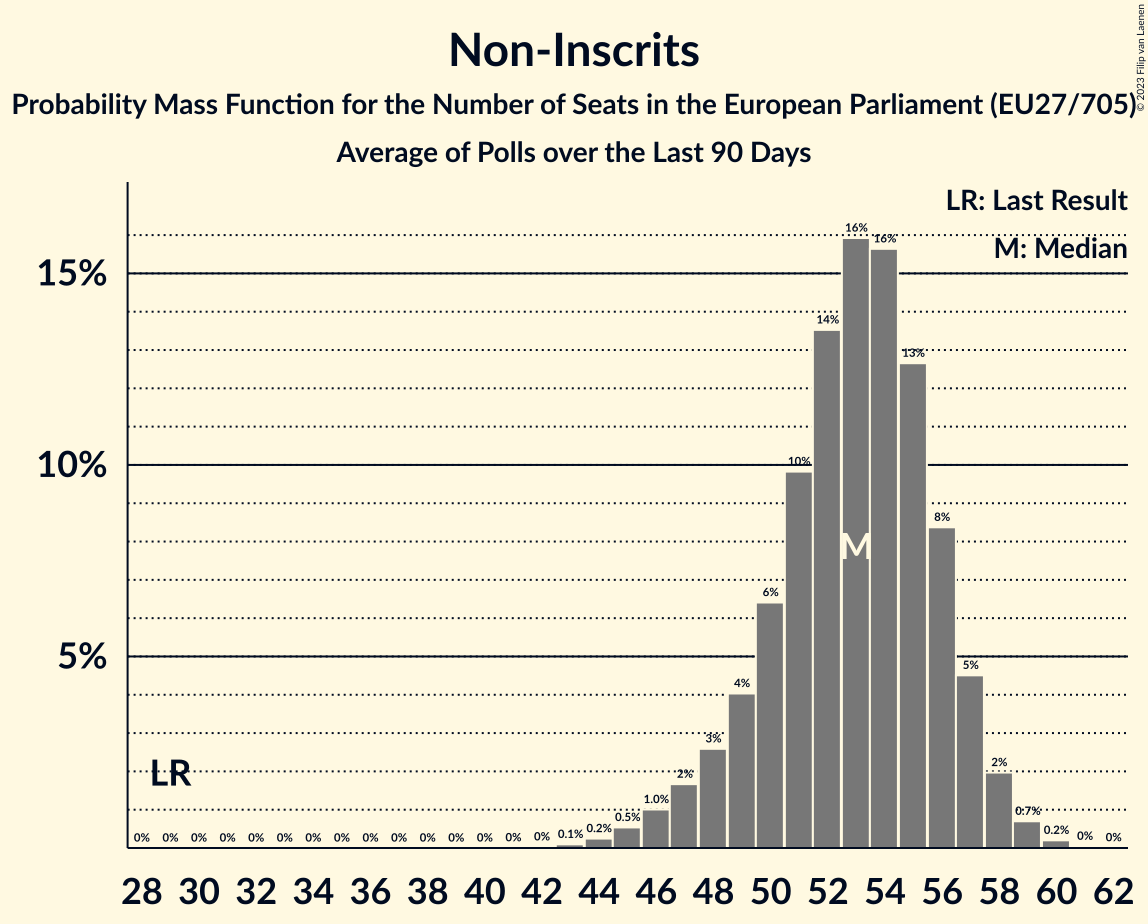 Non-Inscrits
Probability Mass Function for the Number of Seats in the European Parliament (EU27/705)
Average of Polls over the Last 90 Days
© 2023 Filip van Laenen
LR: Last Result
M: Median
15%
10%
5%
LR
M
0% 0% 0% 0% 0% 0% 0% 0% 0% 0% 0% 0% 0% 0% 0% 0.1% 0.2% 0.5% 1.0% 2% 3% 4% 6% 10% 14% 16% 16% 13% 8% 5% 2% 0.7% 0.2% 0% 0%
28 30 32 34 36 38 40 42 44 46 48 50 52 54 56 58 60 62